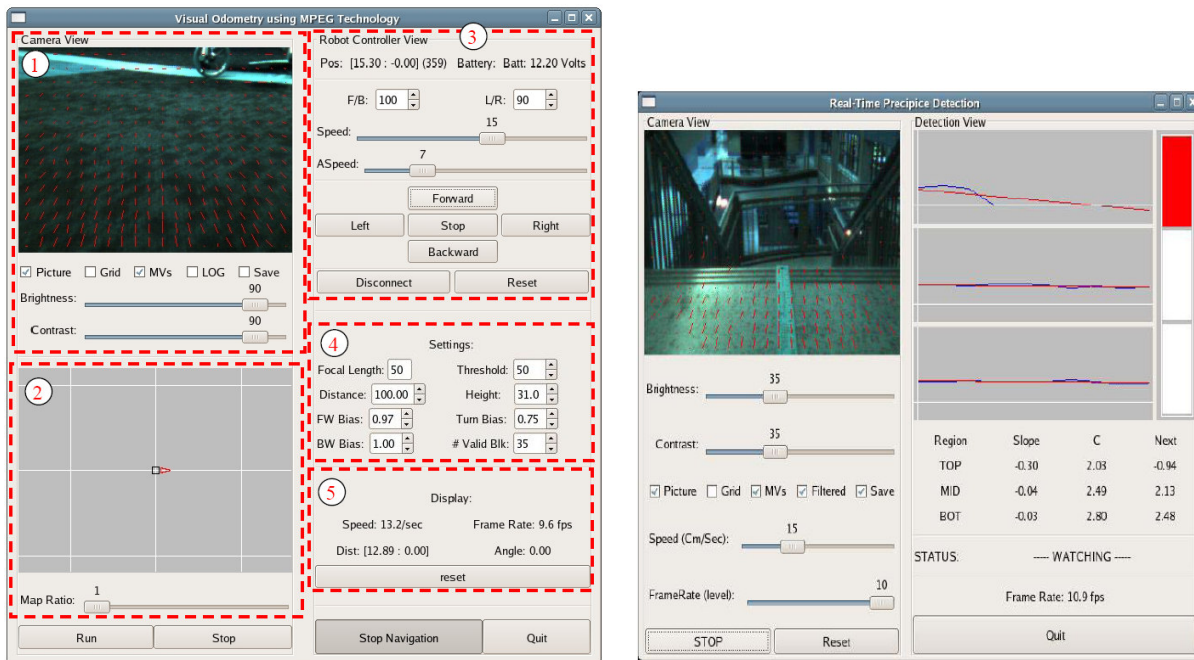 Visual Odometry using MPEG Technology
Camera View
1
Picture Grid MVs LOG Save
90
Brightness:
90
Contrast:
2
1
Map Ratio:
Run Stop
Robot Controller View
3
Pos: [15.30 : -0.00] (359) Battery: Batt: 12.20 Volts
F/B: 100 L/R: 90
15
Speed:
7
ASpeed:
Forward
Left Stop Right
Backward
Disconnect Reset
4
Settings:
Focal Length: 50 Threshold: 50
Distance: 100.00 Height: 31.0
FW Bias: 0.97 Turn Bias: 0.75
BW Bias: 1.00 # Valid Blk: 35
5
Display:
Speed: 13.2/sec Frame Rate: 9.6 fps
Dist: [12.89 : 0.00] Angle: 0.00
reset
Stop Navigation Quit
Real-Time Precipice Detection
Camera View
35
Brightness:
35
Contrast:
Picture Grid MVs Filtered Save
15
Speed (Cm/Sec):
10
FrameRate (level):
STOP Reset
Detection View
Region Slope C Next
TOP -0.30 2.03 -0.94
MID -0.04 2.49 2.13
BOT -0.03 2.80 2.48
STATUS: ---- WATCHING ----
Frame Rate: 10.9 fps
Quit